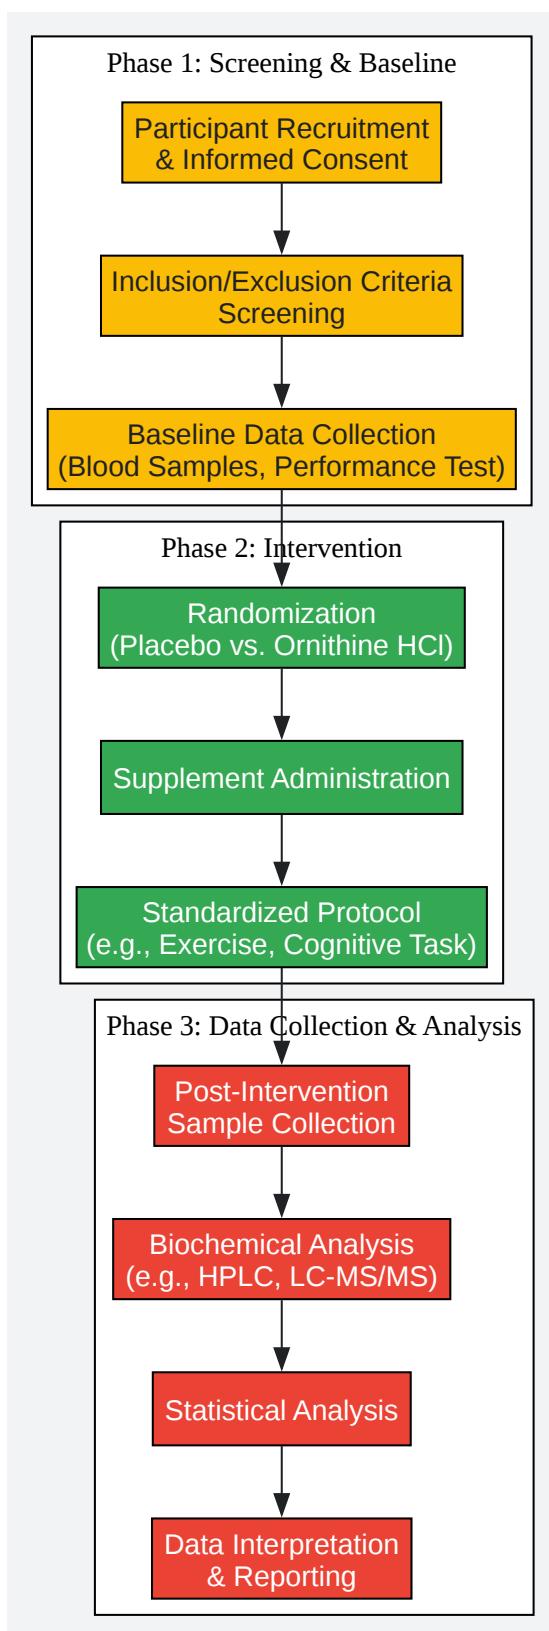 Phase 1: Screening & Baseline
Participant Recruitment
& Informed Consent
Inclusion/Exclusion Criteria
Screening
Baseline Data Collection
(Blood Samples, Performance Test)
Phase 2: Intervention
Randomization
(Placebo vs. Ornithine HCl)
Supplement Administration
Standardized Protocol
(e.g., Exercise, Cognitive Task)
Phase 3: Data Collection & Analysis
Post-Intervention
Sample Collection
Biochemical Analysis
(e.g., HPLC, LC-MS/MS)
Statistical Analysis
Data Interpretation
& Reporting